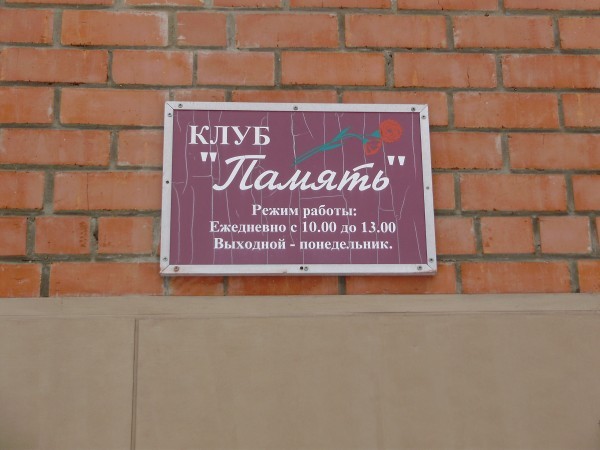 КЛУБ
"Память"
Режим работы:
Ежедневно с 10.00 до 13.00
Выходной - понедельник.